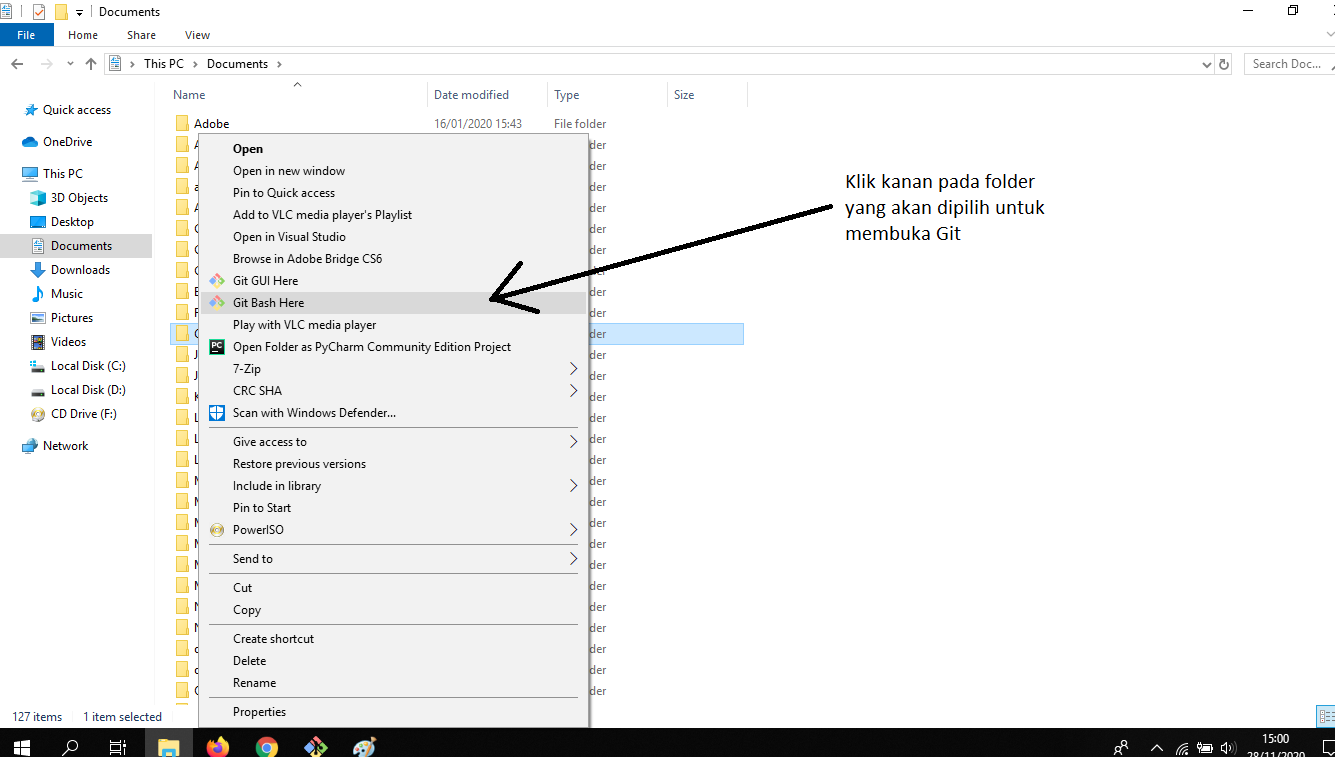 Documents
File Home Share View
This PC Documents
Search Doc...
Name Date modified Type Size
Quick access
OneDrive
This PC
3D Objects
Desktop
Documents
Downloads
Music
Pictures
Videos
Local Disk (C:)
Local Disk (D:)
CD Drive (F:)
Network
Adobe 16/01/2020 15:43 File folder
Open
Open in new window
Pin to Quick access
Add to VLC media player's Playlist
Open in Visual Studio
Browse in Adobe Bridge CS6
Git GUI Here
Git Bash Here
Play with VLC media player
PC Open Folder as PyCharm Community Edition Project
7-Zip
CRC SHA
Scan with Windows Defender...
Give access to
Restore previous versions
Include in library
Pin to Start
PowerISO
Send to
Cut
Copy
Create shortcut
Delete
Rename
Properties
Klik kanan pada folder
yang akan dipilih untuk
membuka Git
127 items 1 item selected
15:00
28/11/2020